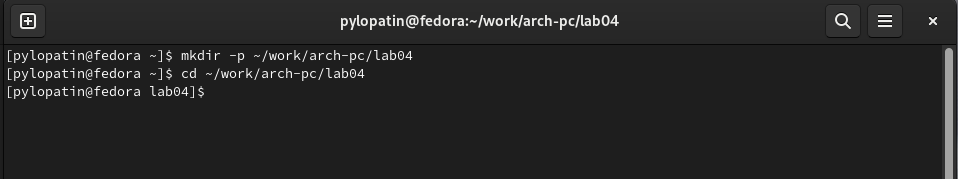 pylopatin@fedora:~/work/arch-pc/lab04
[pylopatin@fedora ~]$ mkdir -p ~/work/arch-pc/lab04
[pylopatin@fedora ~]$ cd ~/work/arch-pc/lab04
[pylopatin@fedora lab04]$